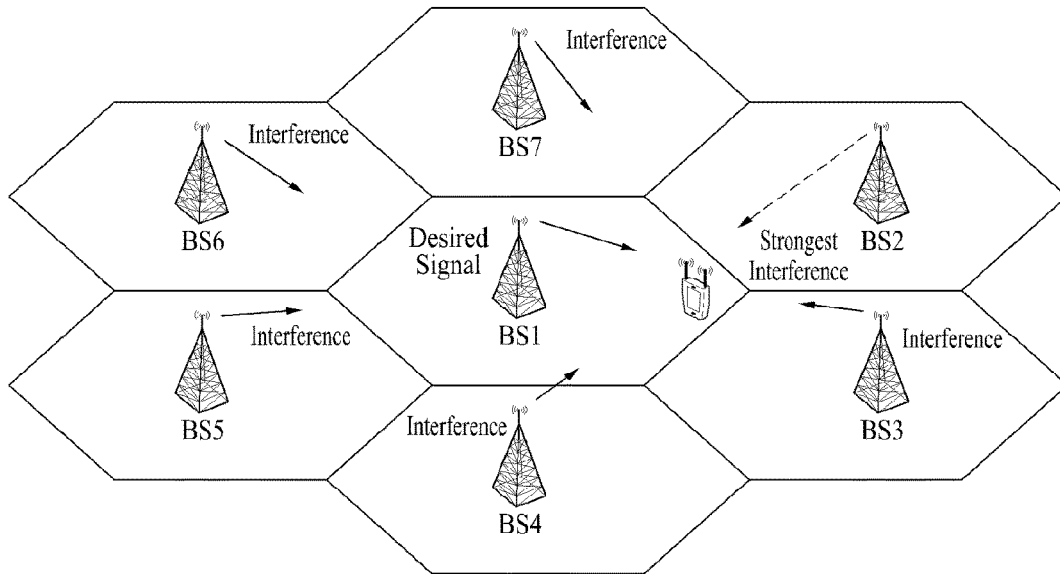 Interference
BS7
Interference
BS6
BS2
Desired
Signal
Strongest
Interference
BS1
Interference
BS5
Interference
BS3
Interference
BS4